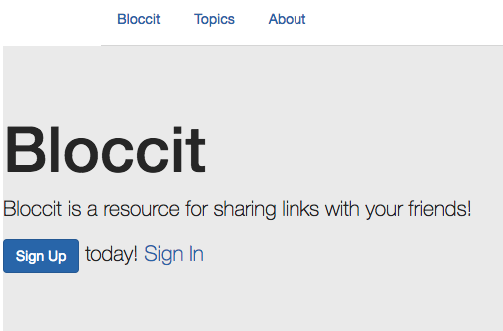 Bloccit Topics About
Bloccit
Bloccit is a resource for sharing links with your friends!
Sign Up today! Sign In